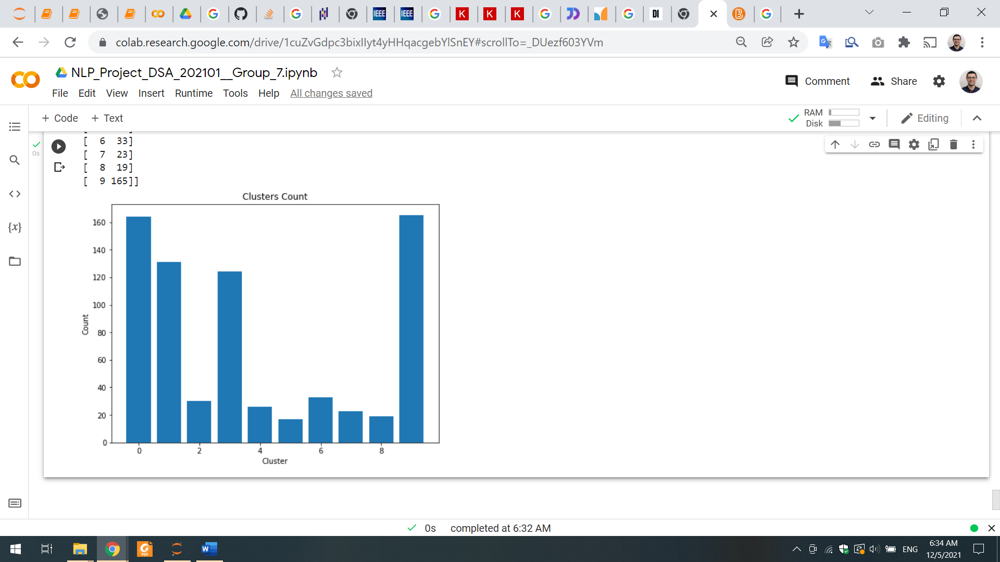 colab.research.google.com/drive/1cuZvGdpc3bixIIyt4yHHqacgebYlSnEY#scrollTo=_DUezf603YVm
NLP_Project_DSA_202101__Group_7.ipynb
Comment
Share
File Edit View Insert Runtime Tools Help All changes saved
+ Code + Text
RAM
Disk
Editing
0s
[ 6 33]
[ 7 23]
[ 8 19]
[ 9 165]]
Clusters Count
160
140
120
100
80
60
40
20
0
Count
0 2 4 6 8
Cluster
0s completed at 6:32 AM
ENG
6:34 AM
12/5/2021